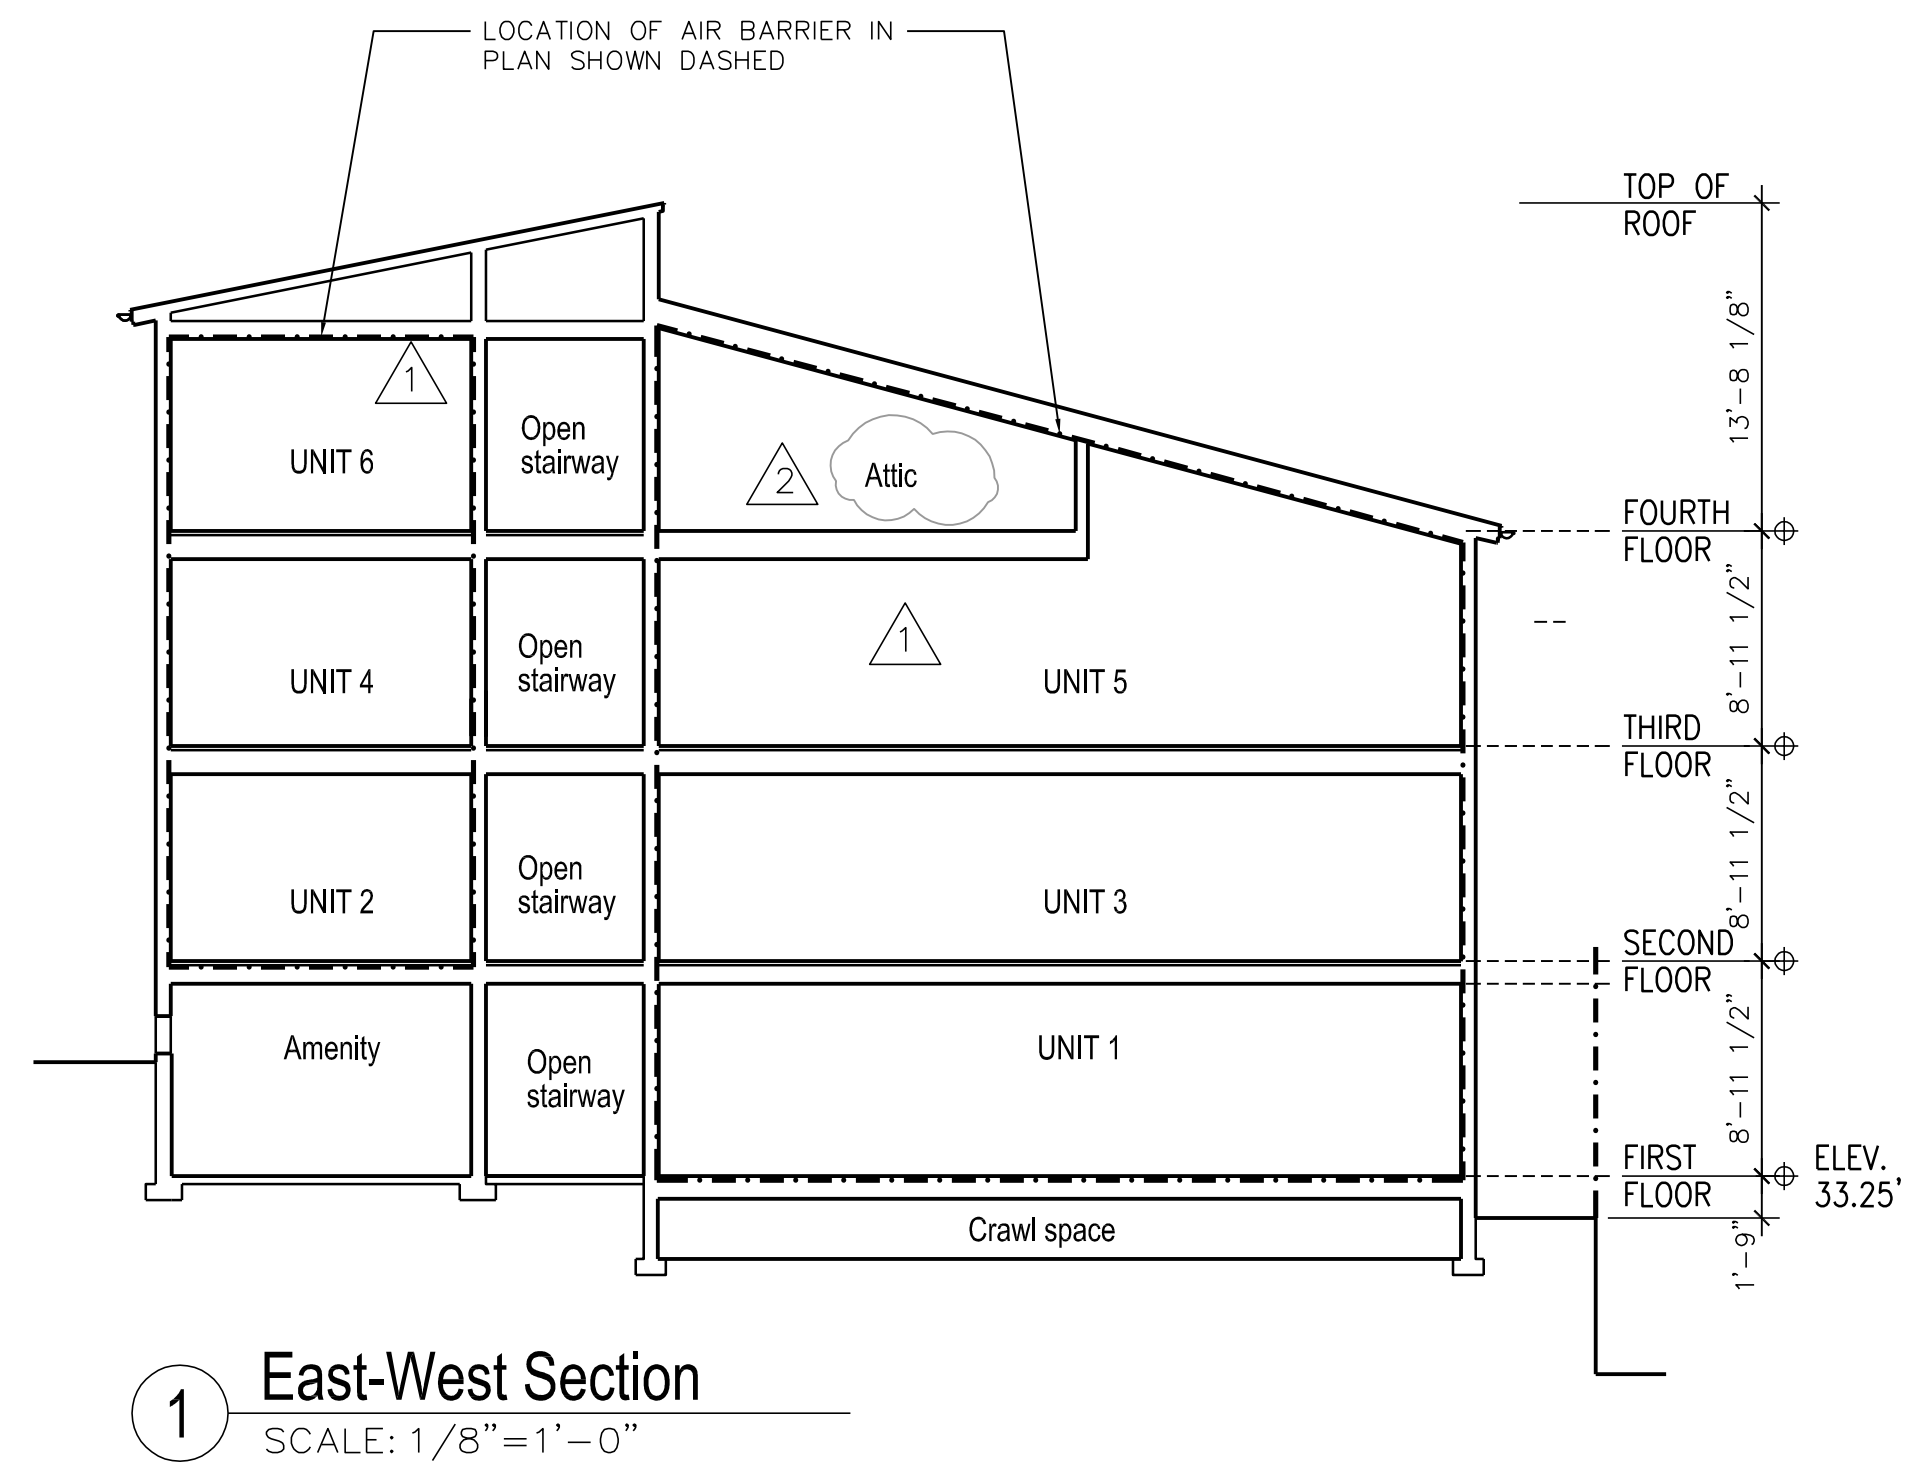 LOCATION OF AIR BARRIER IN
PLAN SHOWN DASHED
TOP OF
ROOF
13'-8 1/8"
1
UNIT 6
Open
stairway
2
Attic
FOURTH
FLOOR
8'-11 1/2"
UNIT 4
Open
stairway
1
UNIT 5
THIRD
FLOOR
8'-11 1/2"
UNIT 2
Open
stairway
UNIT 3
SECOND
FLOOR
8'-11 1/2"
Amenity
Open
stairway
UNIT 1
FIRST
FLOOR
ELEV.
33.25'
Crawl space
1'-9"
1
East-West Section
SCALE: 1/8"=1'-0"